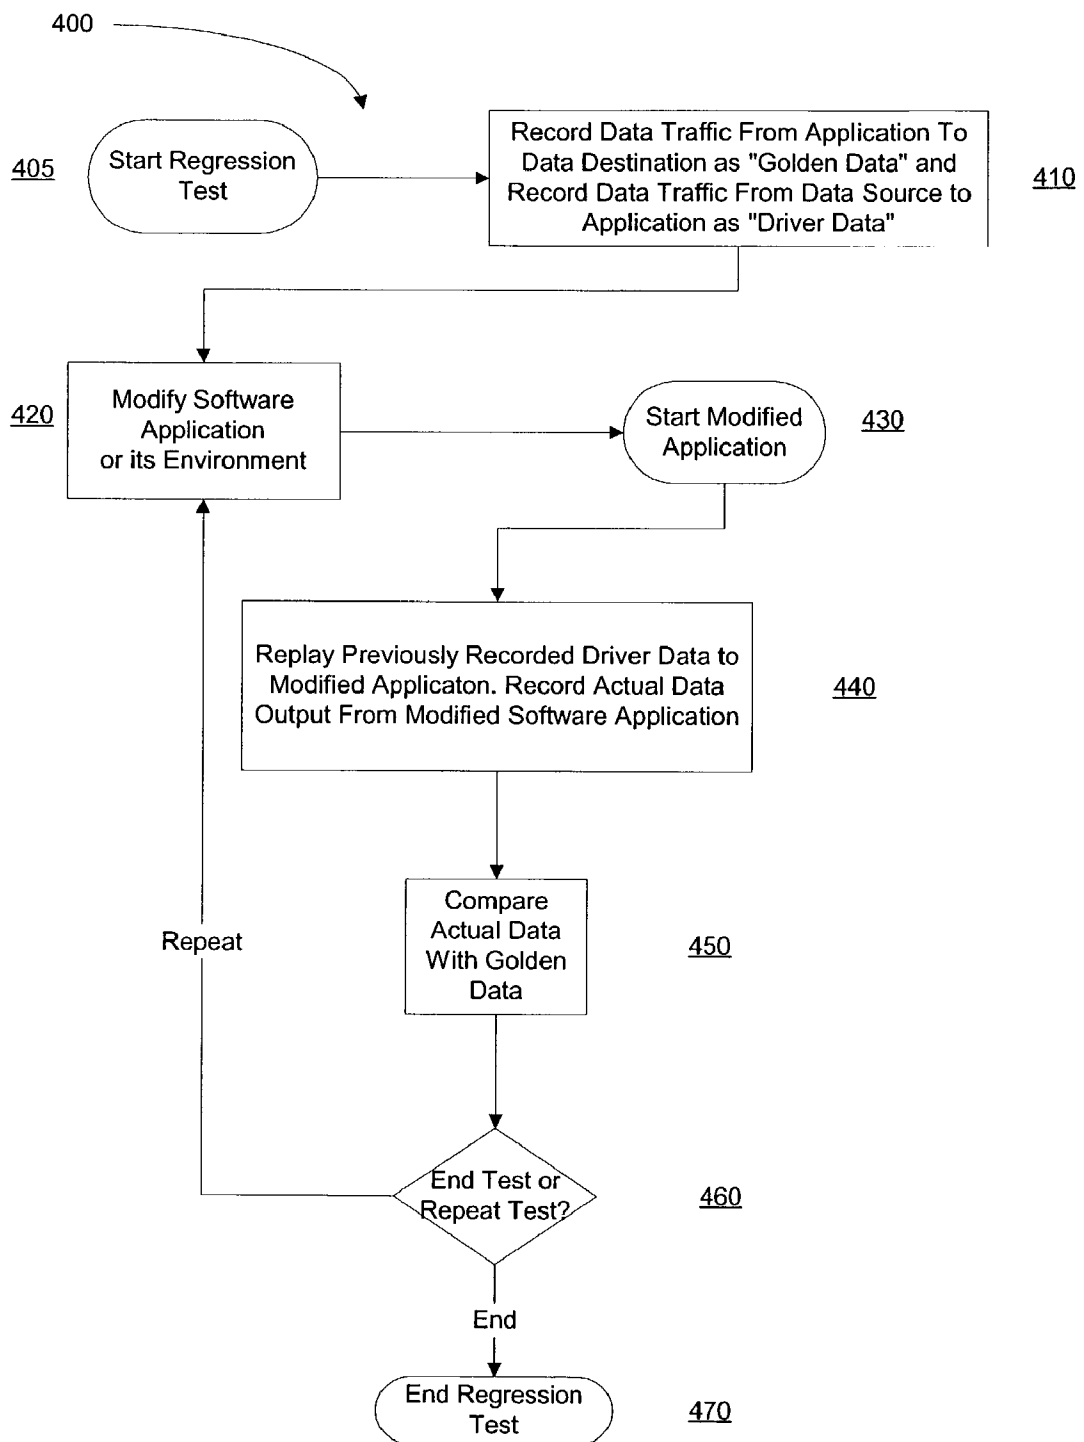 400
405
Start Regression
Test
Record Data Traffic From Application To
Data Destination as "Golden Data" and
Record Data Traffic From Data Source to
Application as "Driver Data"
410
420
Modify Software
Application
or its Environment
Start Modified
Application
430
Replay Previously Recorded Driver Data to
Modified Applicaton. Record Actual Data
Output From Modified Software Application
440
Compare
Actual Data
With Golden
Data
450
Repeat
End Test or
Repeat Test?
460
End
End Regression
Test
470